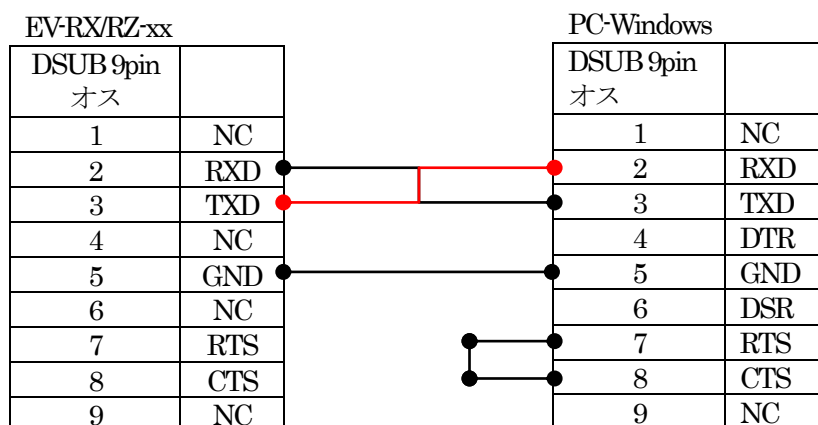 EV-RX/RZ-xx
DSUB 9pin
オス
1 NC
2 RXD
3 TXD
4 NC
5 GND
6 NC
7 RTS
8 CTS
9 NC
PC-Windows
DSUB 9pin
オス
1 NC
2 RXD
3 TXD
4 DTR
5 GND
6 DSR
7 RTS
8 CTS
9 NC